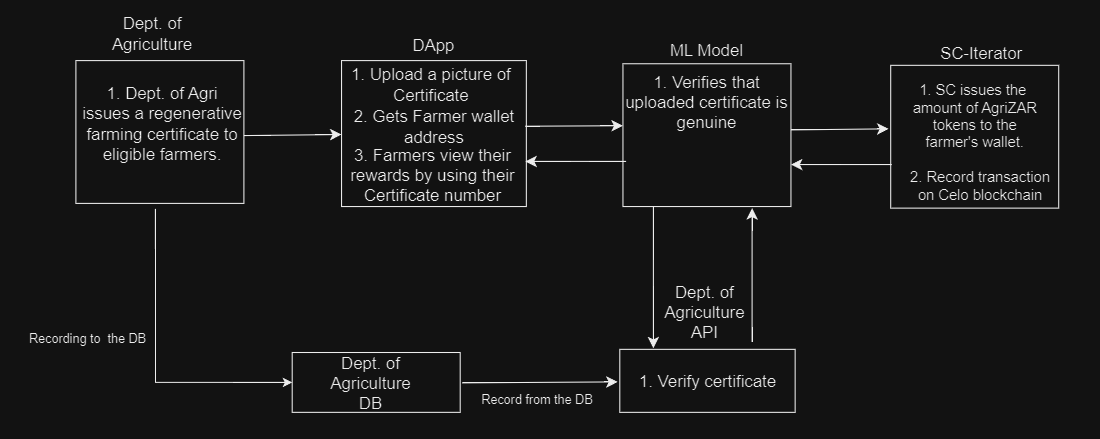 Dept. of
Agriculture
1. Dept. of Agri
issues a regenerative
farming certificate to
eligible farmers.
DApp
1. Upload a picture of
Certificate
2. Gets Farmer wallet
address
3. Farmers view their
rewards by using their
Certificate number
ML Model
1. Verifies that
uploaded certificate is
genuine
SC-Iterator
1. SC issues the
amount of AgriZAR
tokens to the
farmer's wallet.
2. Record transaction
on Celo blockchain
Recording to the DB
Dept. of
Agriculture
DB
Record from the DB
Dept. of
Agriculture
API
1. Verify certificate